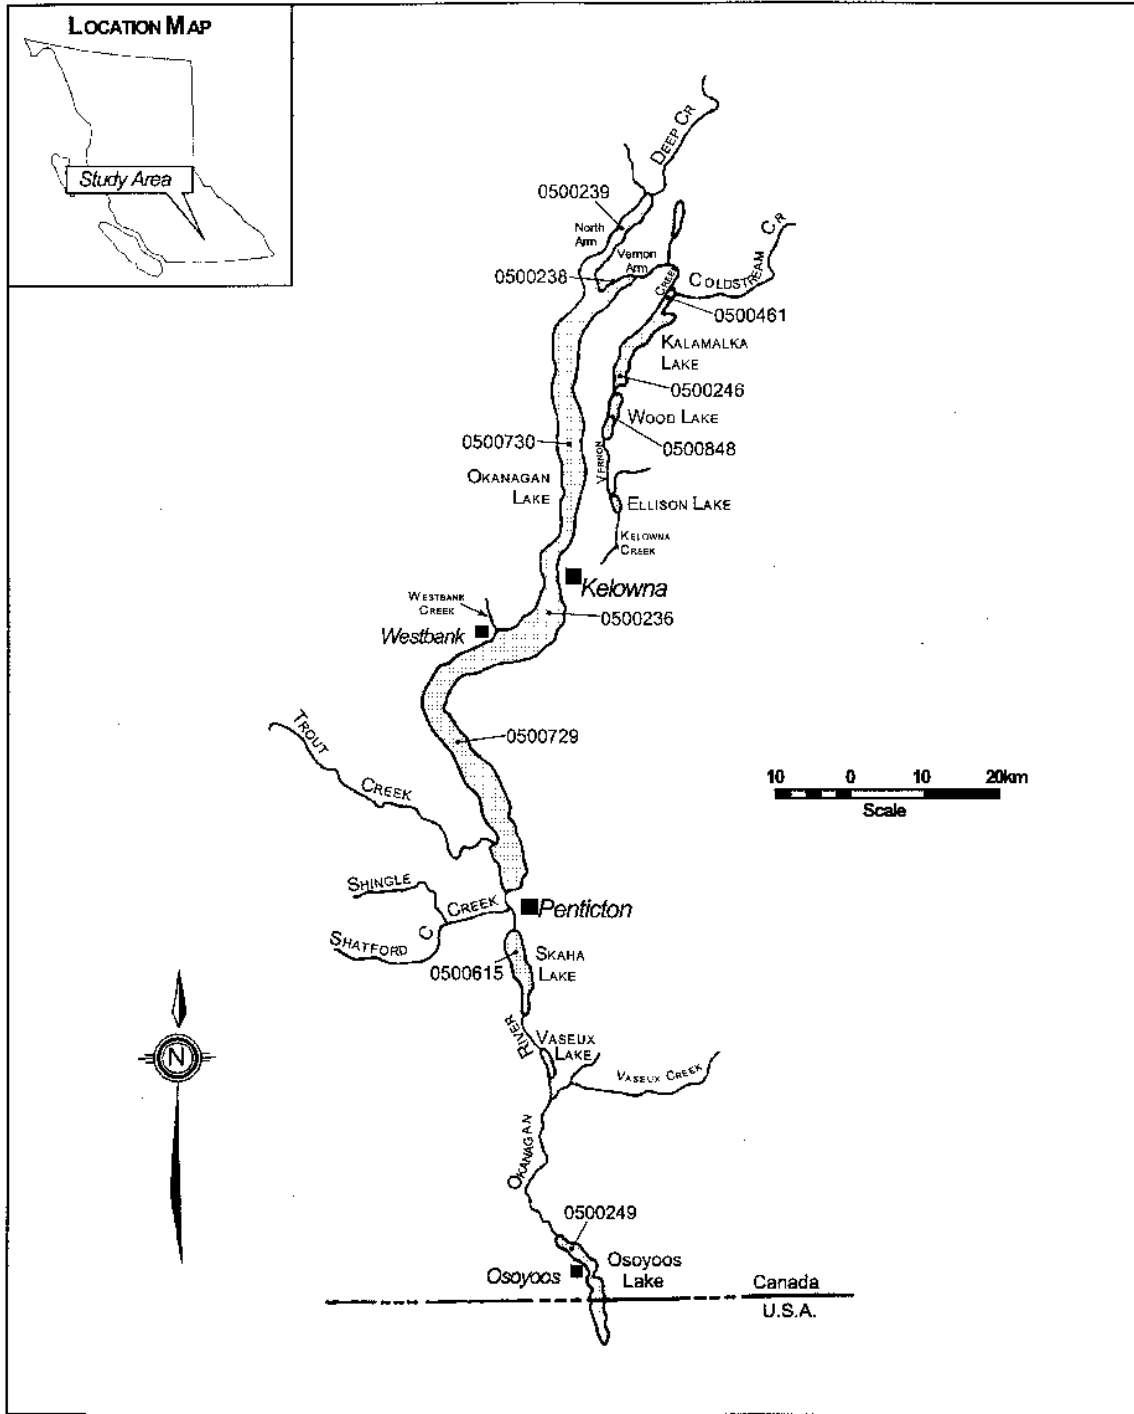 LOCATION MAP
Study Area
DEEP CR
0500239
North
Arm
Vernon
Arm
0500238
CREEK
COLDSTREAM CR
0500461
KALAMALKA
LAKE
0500246
WOOD LAKE
0500730
0500848
VERNON
OKANAGAN
LAKE
ELLISON LAKE
KELOWNA
CREEK
Kelowna
WESTBANK
CREEK
0500236
Westbank
TROUT
CREEK
0500729
10 0 10 20km
Scale
SHINGLE
CREEK
Penticton
SHATFORD C
SKAHA
LAKE
0500615
RIVER
VASEUX
LAKE
VASEUX CREEK
N
OKANAGAN
0500249
Osoyoos
OSOYOOS
LAKE
Canada
U.S.A.